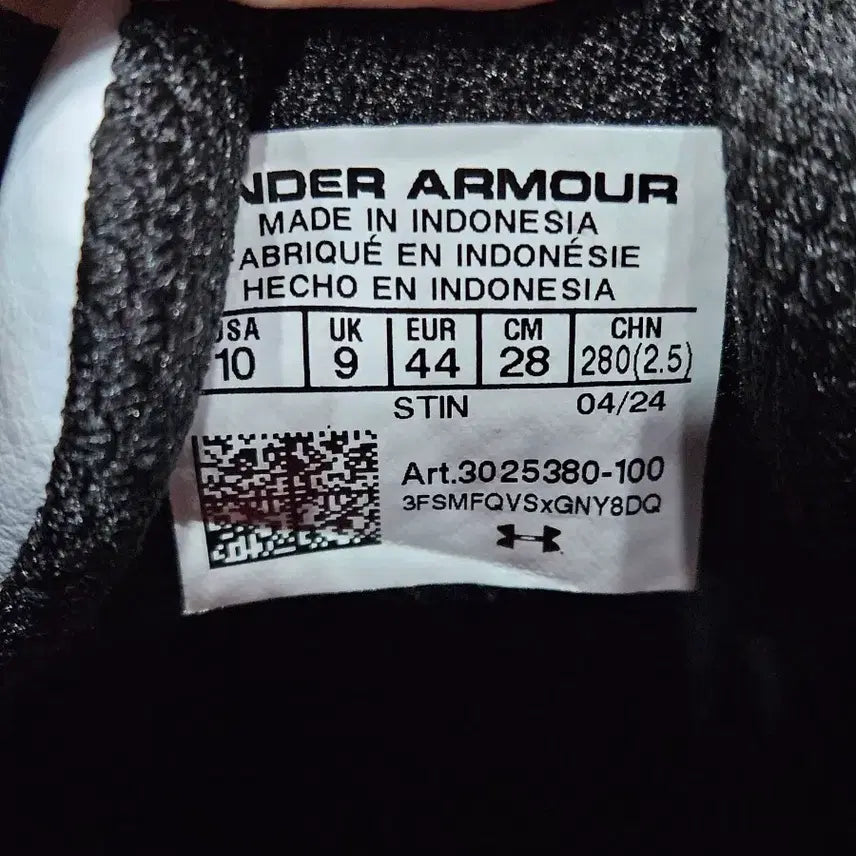 NDER ARMOUR
MADE IN INDONESIA
FABRIQUÉ EN INDONÉSIE
HECHO EN INDONESIA
USA UK EUR CM CHN
10 9 44 28 280(2.5)
STIN 04/24
Art.3025380-100
3FSMFQVSxGNY8DQ